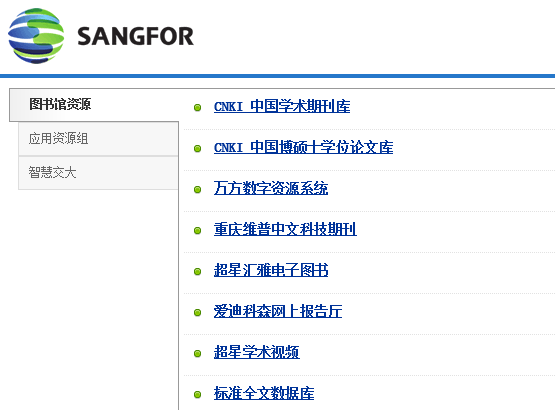 SANGFOR
图书馆资源
应用资源组
智慧交大
CNKI 中国学术期刊库
CNKI 中国博硕士学位论文库
万方数字资源系统
重庆维普中文科技期刊
超星汇雅电子图书
爱迪科森网上报告厅
超星学术视频
标准全文数据库